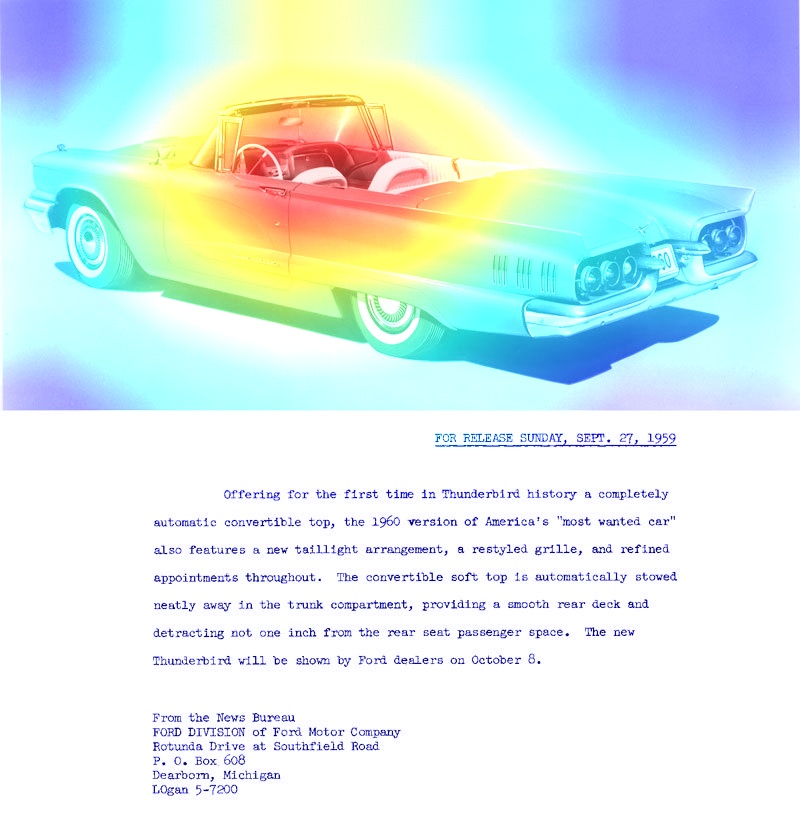 60
FOR RELEASE SUNDAY, SEPT. 27, 1959
Offering for the first time in Thunderbird history a completely
automatic convertible top, the 1960 version of America's "most wanted car"
also features a new taillight arrangement, a restyled grille, and refined
appointments throughout. The convertible soft top is automatically stowed
neatly away in the trunk compartment, providing a smooth rear deck and
detracting not one inch from the rear seat passenger space. The new
Thunderbird will be shown by Ford dealers on October 8.
From the News Bureau
FORD DIVISION of Ford Motor Company
Rotunda Drive at Southfield Road
P. O. Box 608
Dearborn, Michigan
LOgan 5-7200